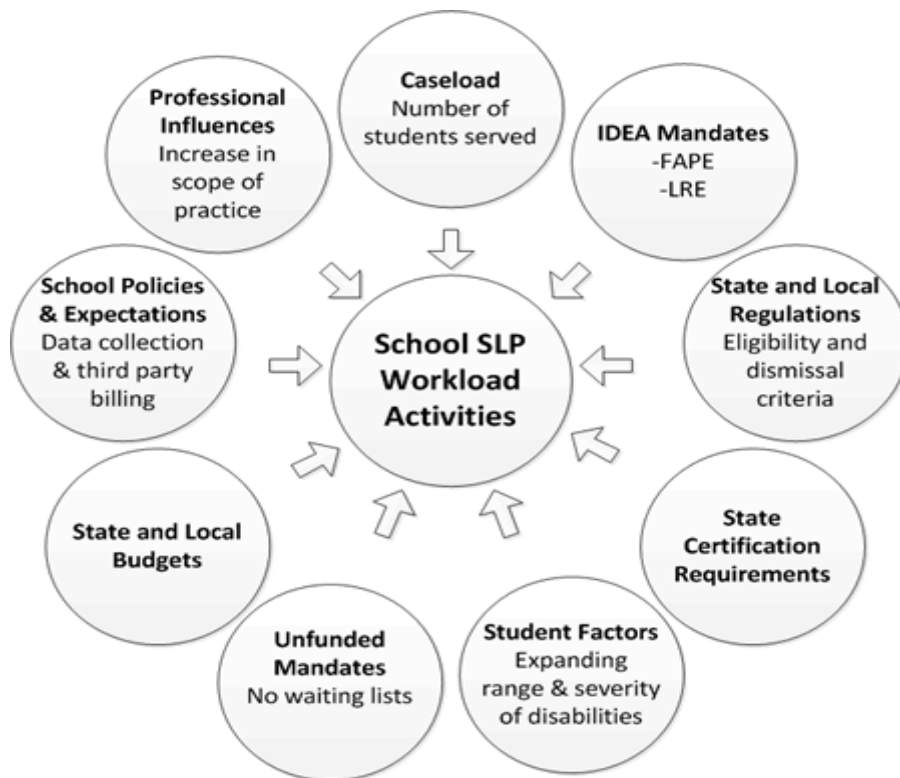 Caseload
Number of
students served
IDEA Mandates
-FAPE
-LRE
State and Local
Regulations
Eligibility and
dismissal
criteria
State
Certification
Requirements
Student Factors
Expanding
range & severity
of disabilities
Unfunded
Mandates
No waiting lists
State and Local
Budgets
School Policies
& Expectations
Data collection
& third party
billing
Professional
Influences
Increase in
scope of
practice
School SLP
Workload
Activities